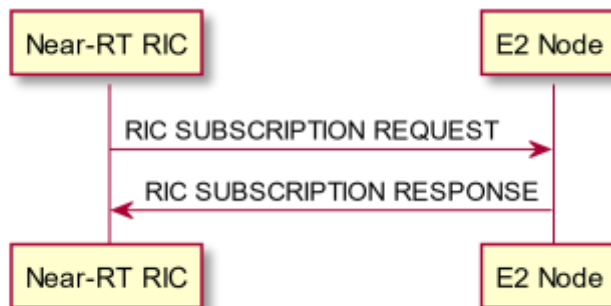 Near-RT RIC
E2 Node
RIC SUBSCRIPTION REQUEST
RIC SUBSCRIPTION RESPONSE
Near-RT RIC
E2 Node